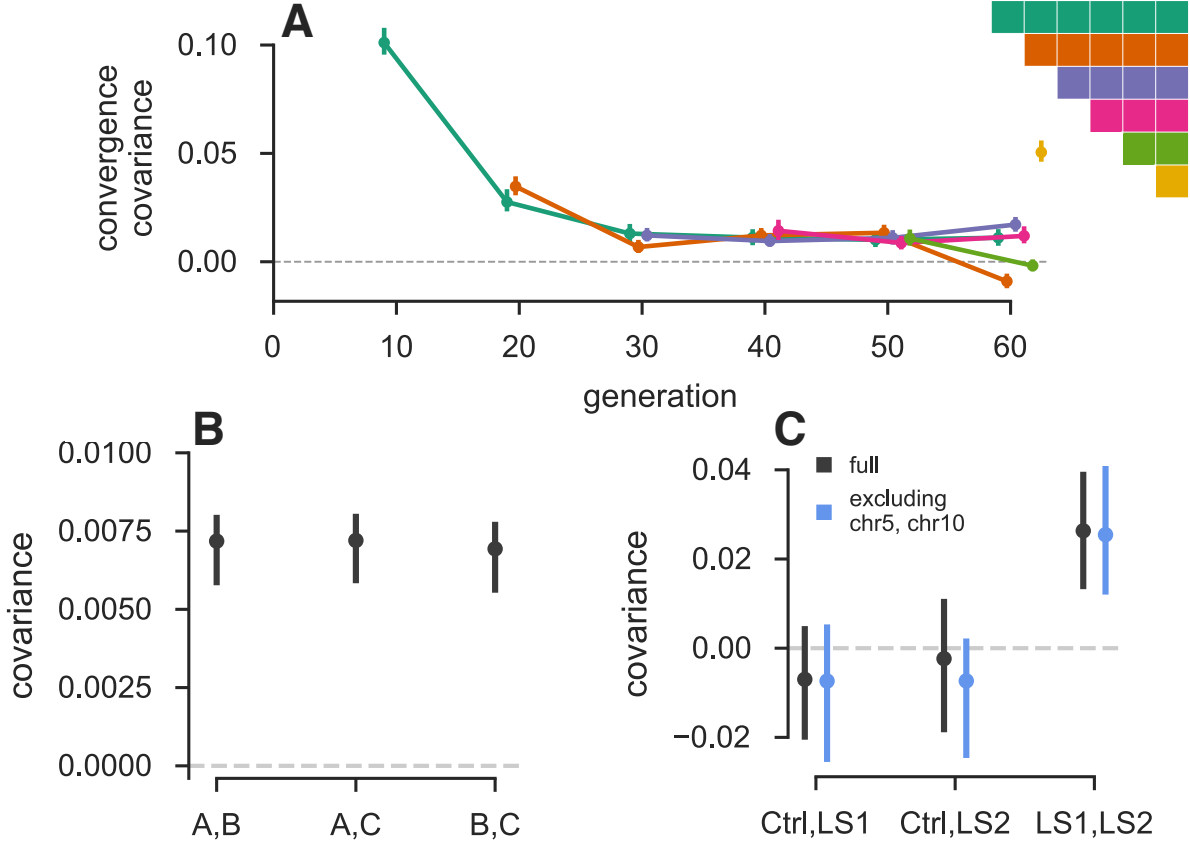 A
convergence
covariance
0.10
0.05
0.00
0
10
20
30
40
50
60
generation
B
covariance
0.0100
0.0075
0.0050
0.0025
0.0000
A,B
A,C
B,C
C
covariance
0.04
0.02
0.00
−0.02
full
excluding
chr5, chr10
Ctrl,LS1
Ctrl,LS2
LS1,LS2